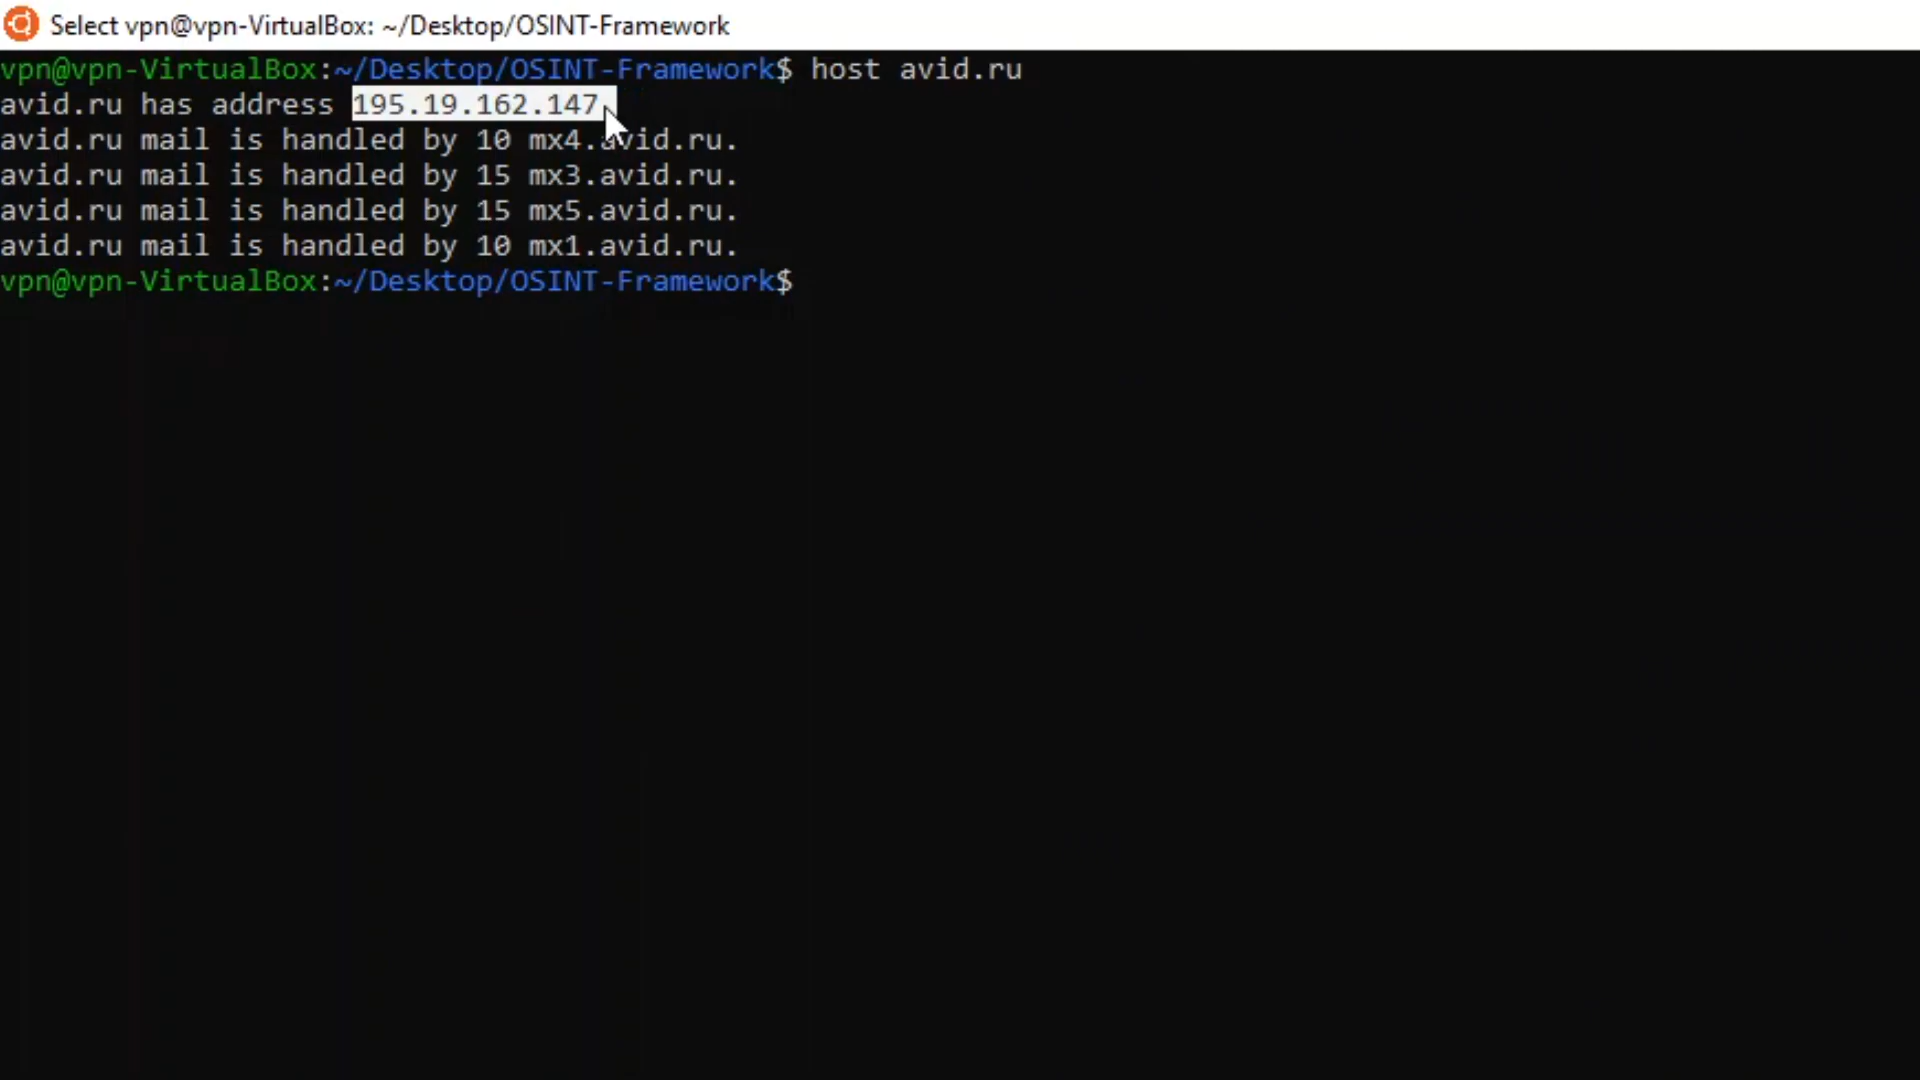 Select vpn@vpn-VirtualBox: ~/Desktop/OSINT-Framework
vpn@vpn-VirtualBox:~/Desktop/OSINT-Framework$ host avid.ru
avid.ru has address 195.19.162.147
avid.ru mail is handled by 10 mx4.avid.ru.
avid.ru mail is handled by 15 mx3.avid.ru.
avid.ru mail is handled by 15 mx5.avid.ru.
avid.ru mail is handled by 10 mx1.avid.ru.
vpn@vpn-VirtualBox:~/Desktop/OSINT-Framework$